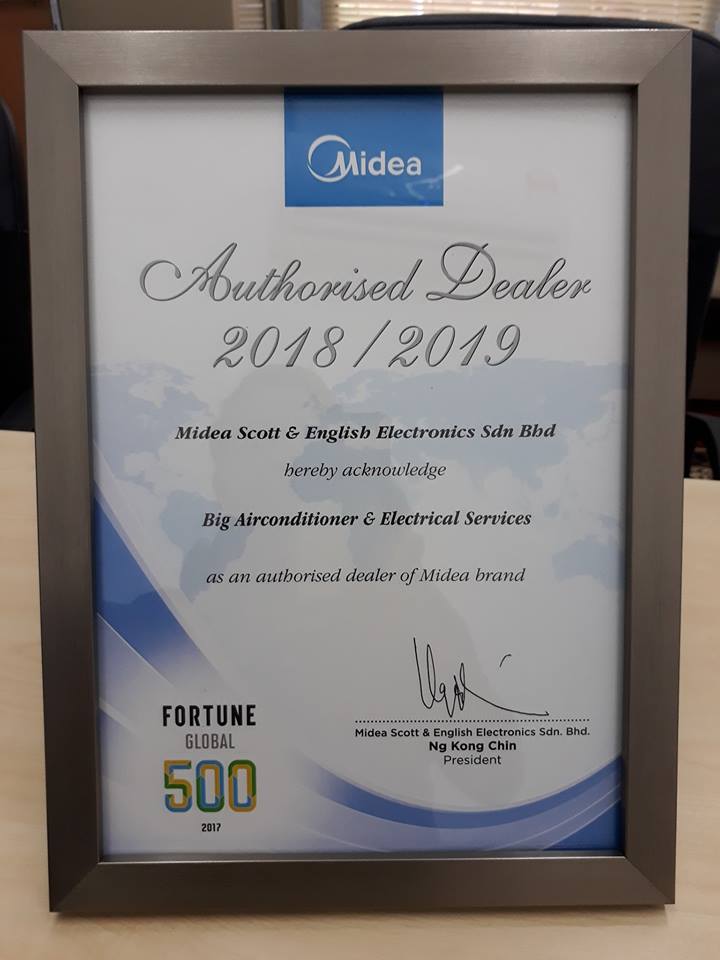 Midea
Authorised Dealer
2018 / 2019
Midea Scott & English Electronics Sdn Bhd
hereby acknowledge
Big Airconditioner & Electrical Services
as an authorised dealer of Midea brand
Midea Scott & English Electronics Sdn. Bhd.
Ng Kong Chin
President
FORTUNE
GLOBAL
500
2017